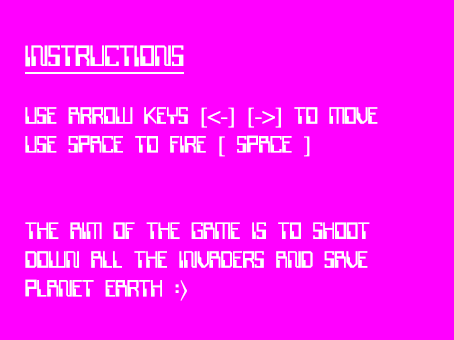 INSTRUCTIONS
USE ARROW KEYS [<-] [->] TO MOVE
USE SPACE TO FIRE [ SPACE ]
THE AIM OF THE GAME IS TO SHOOT
DOWN ALL THE INVADERS AND SAVE
PLANET EARTH :)